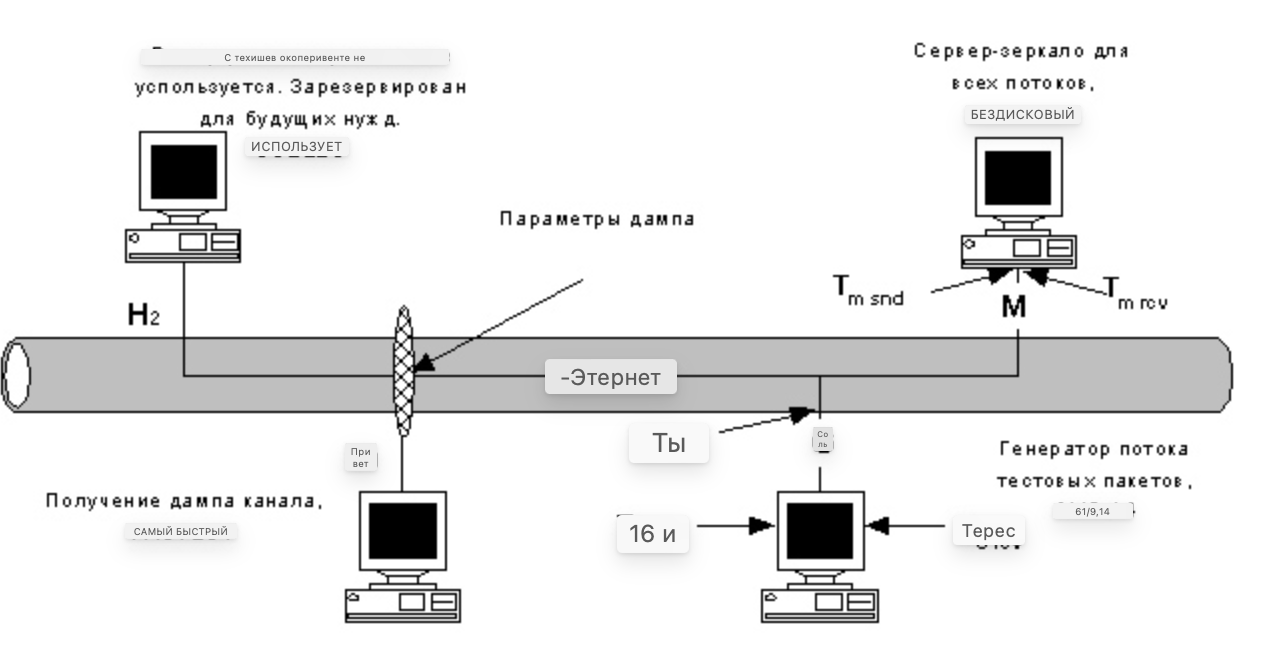 С техишев окоперивенте не
успользуется. Зарезервирован
для будущих нужд.
ИСПОЛЬЗУЕТ
Сервер-зеркало для
всех потоков,
БЕЗДИСКОВЫЙ
Параметры дампа
T m snd
T m rcv
M
H2
-Этернет
Ты
Со
ль
При
вет
Генератор потока
тестовых пакетов,
61/9,14
Получение дампа канала,
САМЫЙ БЫСТРЫЙ
16 и
Терес